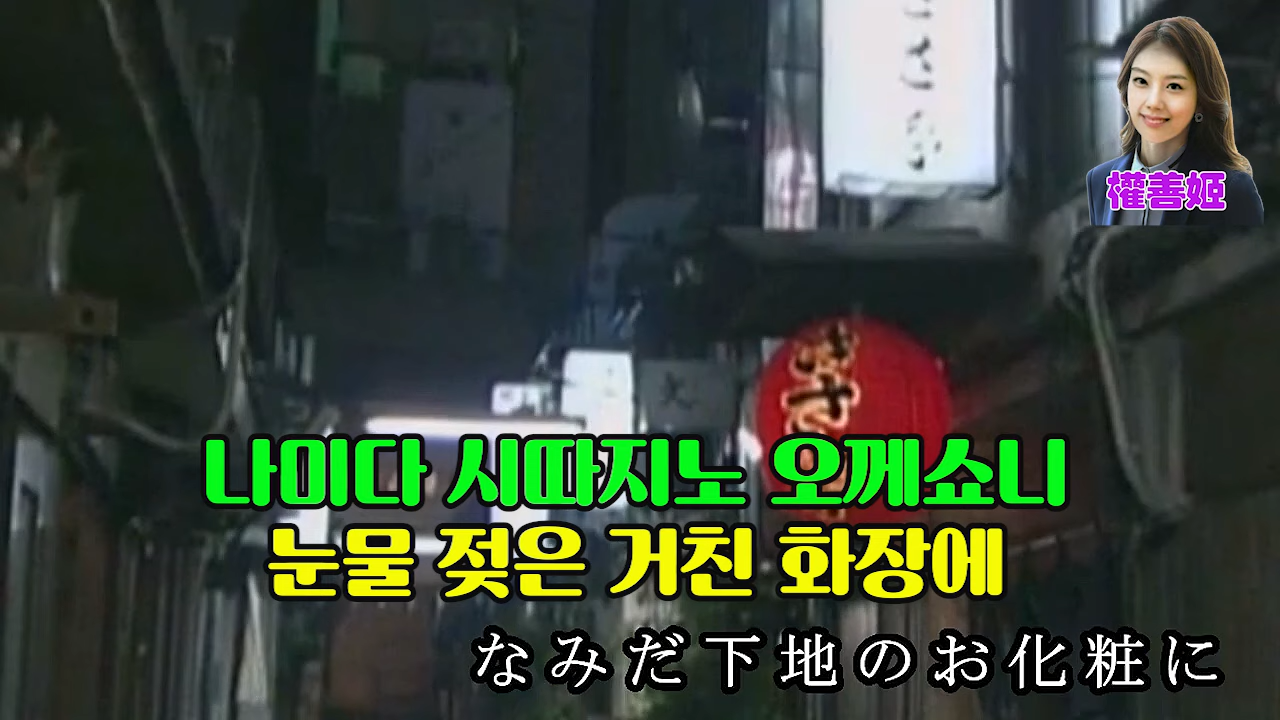 權善姬
나미다 시따지노 오께쇼니
눈물 젖은 거친 화장에
なみだ下地のお化粧に